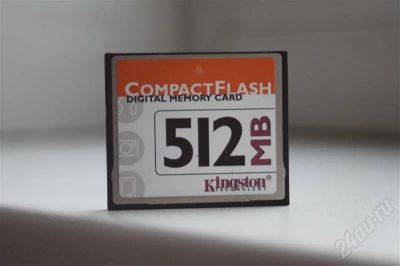 COMPACTFLASH
DIGITAL MEMORY CARD
512 MB
Kingston
TECHNOLOGY
24au.ru